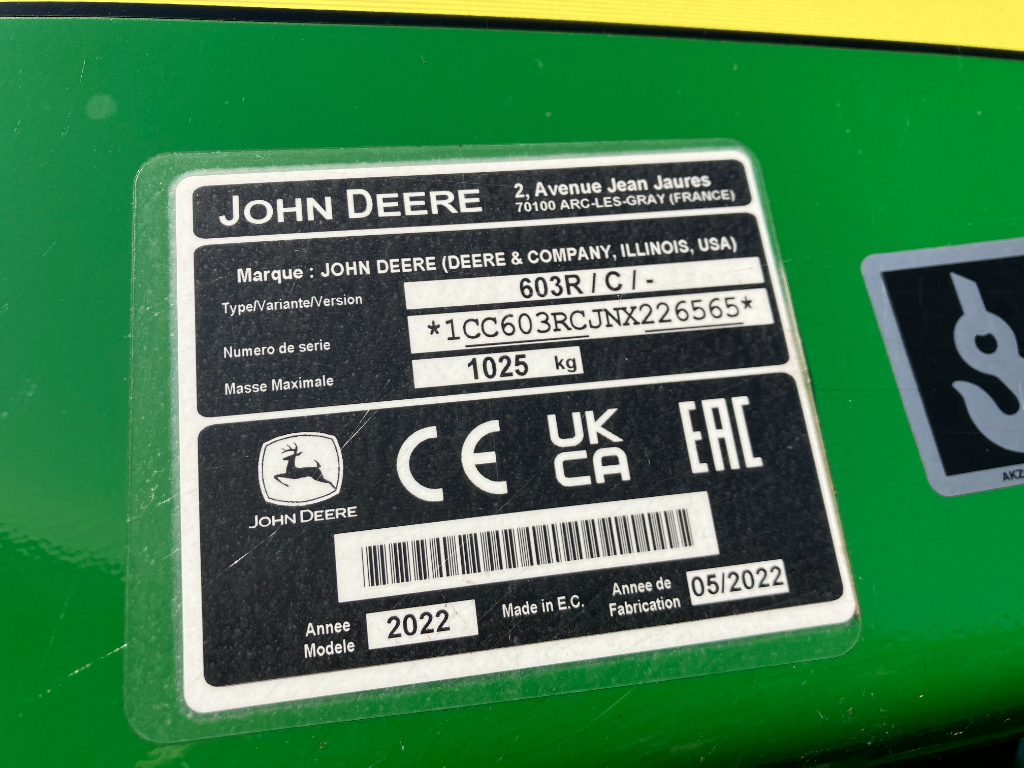 JOHN DEERE
2, Avenue Jean Jaures
70100 ARC-LES-GRAY (FRANCE)
Marque : JOHN DEERE (DEERE & COMPANY, ILLINOIS, USA)
Type/Variante/Version 603R / C / -
Numero de serie *1CC603RCJNX226565*
Masse Maximale 1025 kg
JOHN DEERE
CE
UK
CA
EAC
Annee
Modele
2022
Made in E.C.
Annee de
Fabrication
05/2022